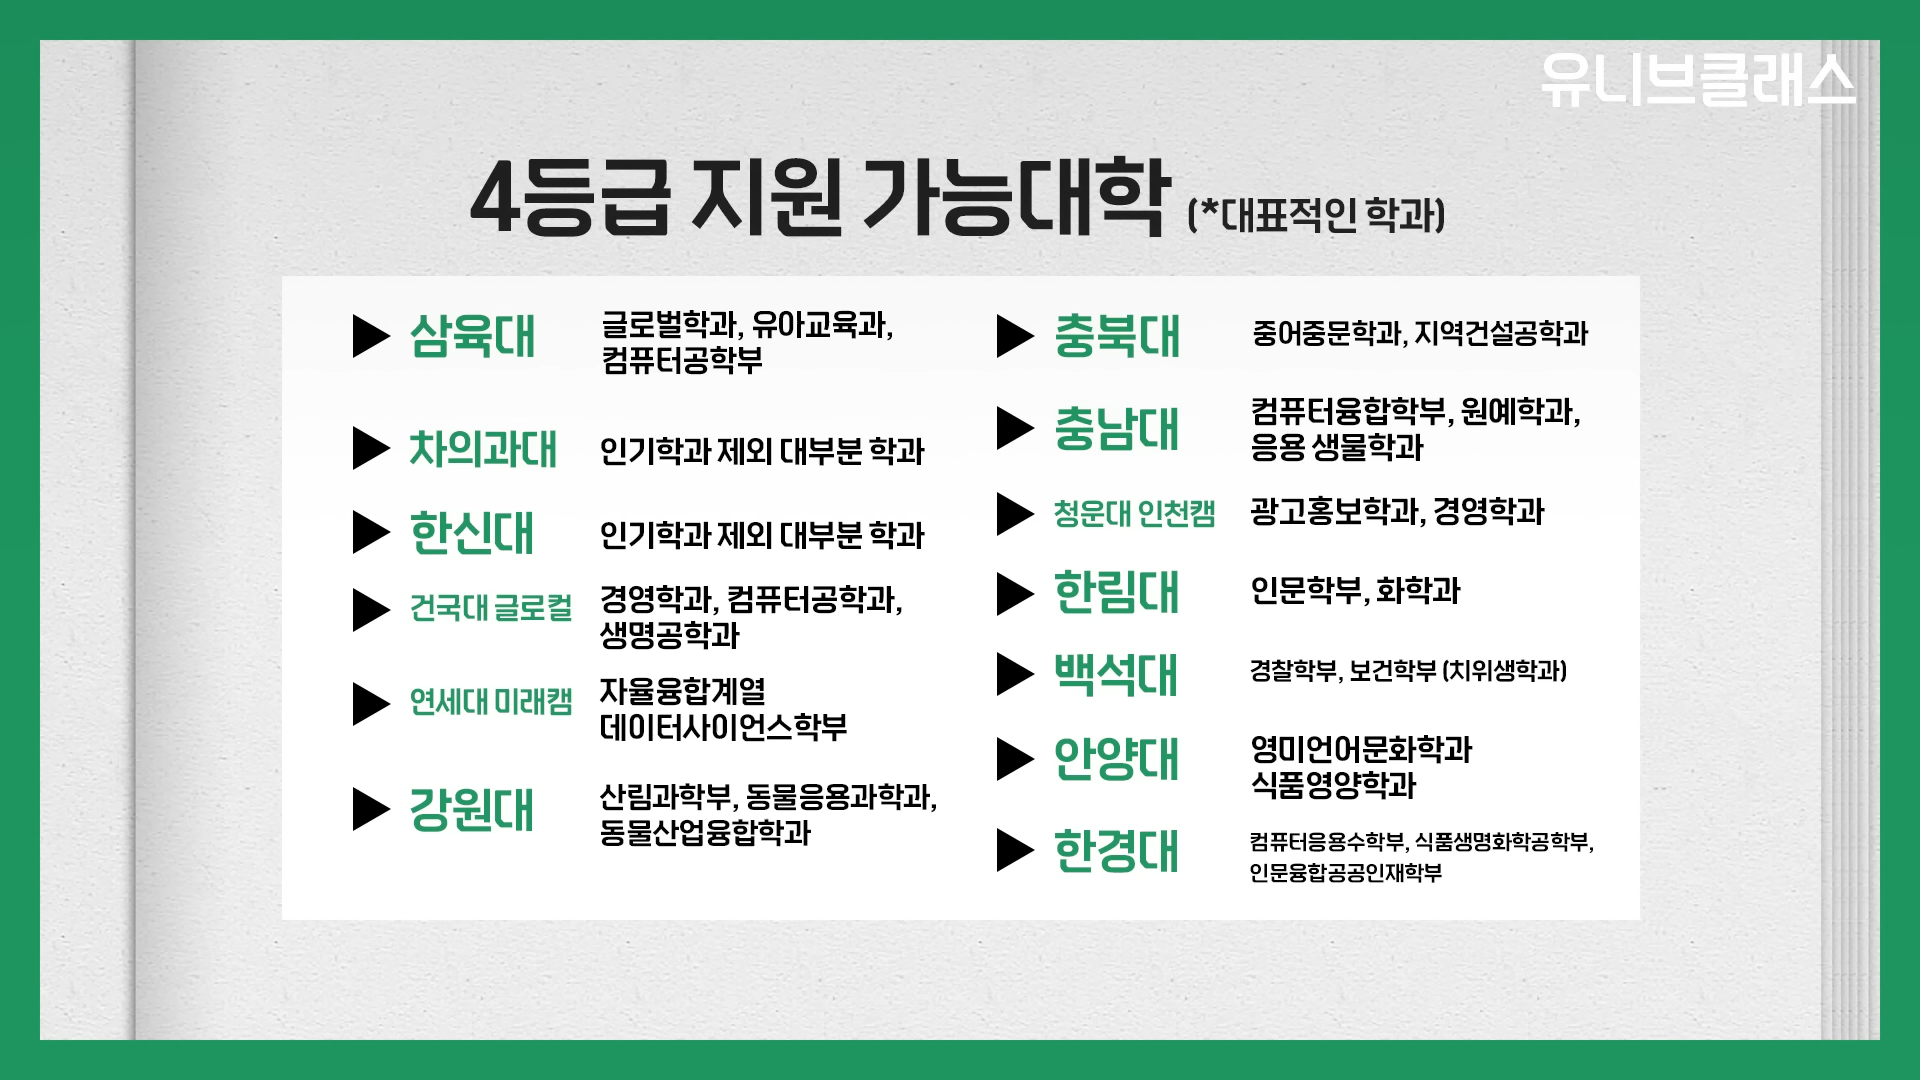 유니브클래스
4등급 지원 가능대학 (*대표적인 학과)
삼육대
글로벌학과, 유아교육과,
컴퓨터공학부
차의과대
인기학과 제외 대부분 학과
한신대
인기학과 제외 대부분 학과
건국대 글로컬
경영학과, 컴퓨터공학과,
생명공학과
연세대 미래캠
자율융합계열
데이터사이언스학부
강원대
산림과학부, 동물응용과학과,
동물산업융합학과
충북대
중어중문학과, 지역건설공학과
충남대
컴퓨터융합학부, 원예학과,
응용 생물학과
청운대 인천캠
광고홍보학과, 경영학과
한림대
인문학부, 화학과
백석대
경찰학부, 보건학부 (치위생학과)
안양대
영미언어문화학과
식품영양학과
한경대
컴퓨터응용수학부, 식품생명화학공학부,
인문융합공공인재학부